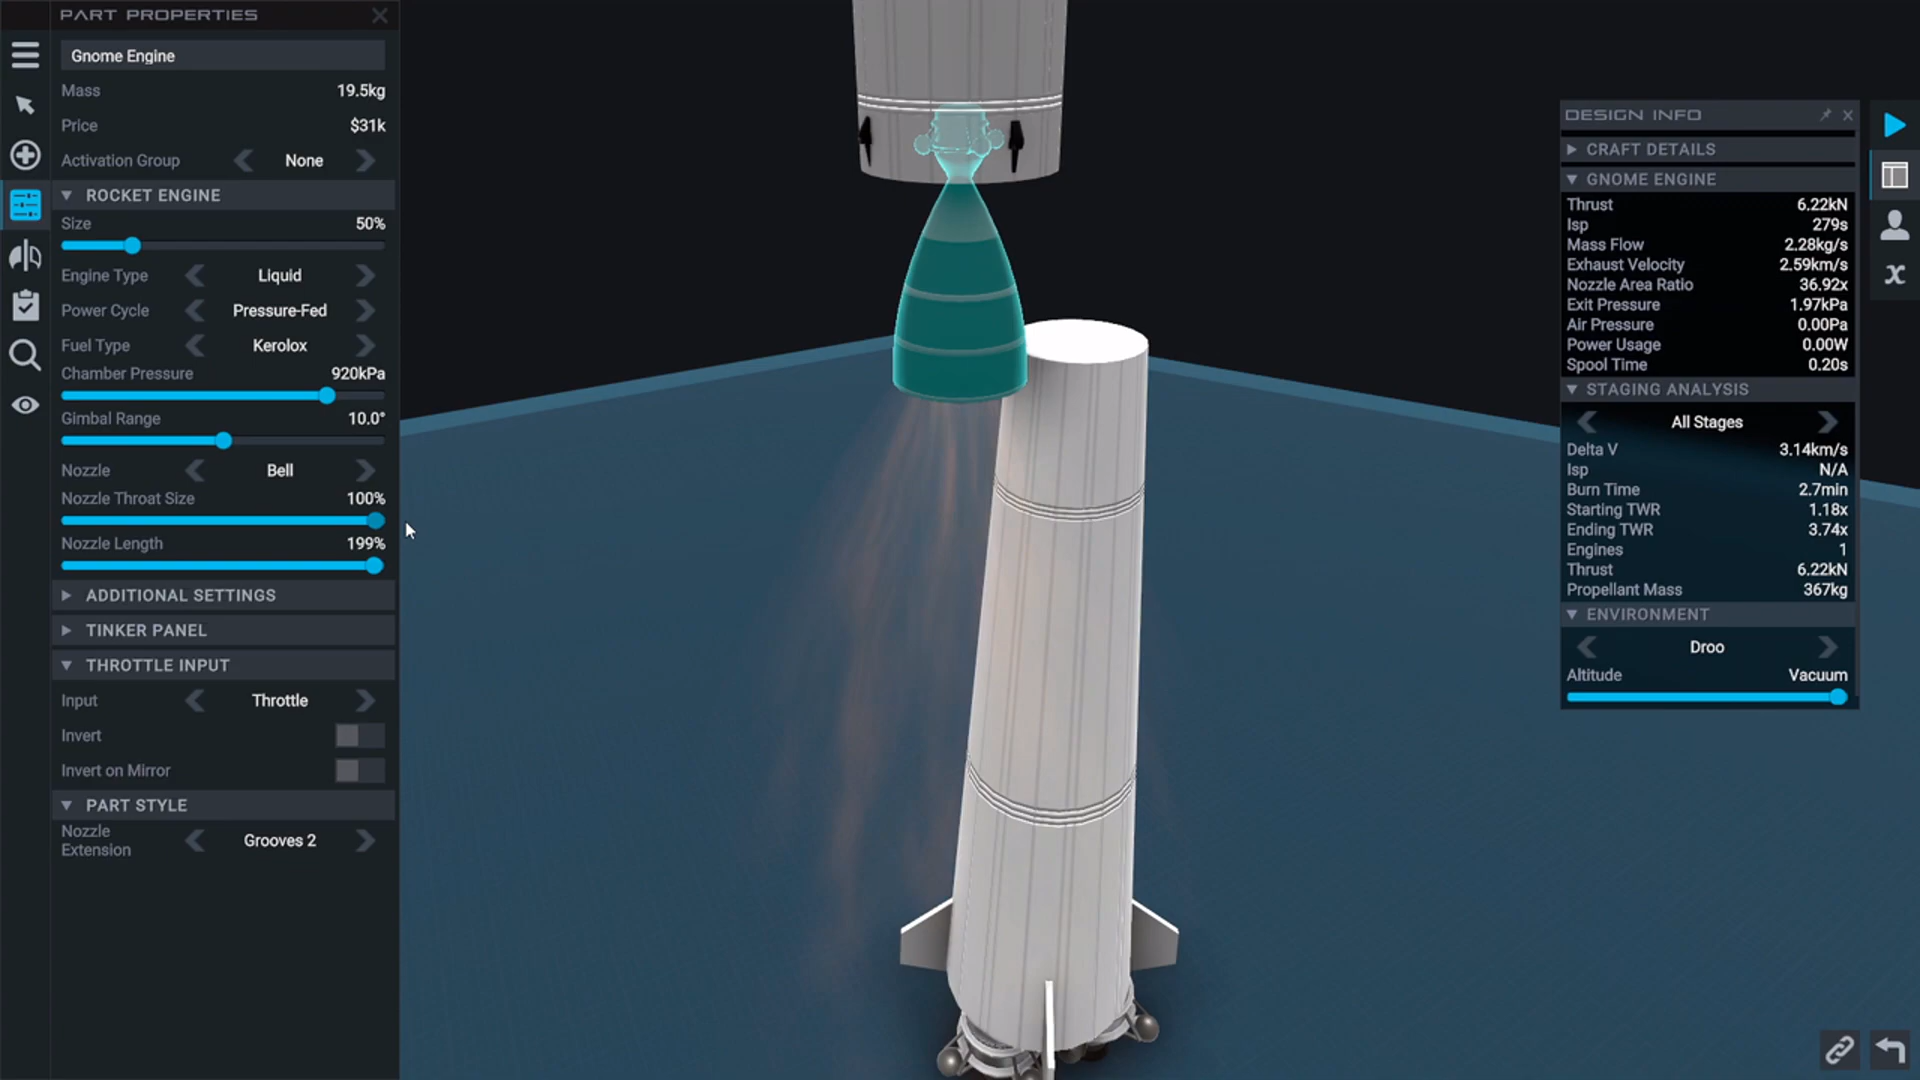 PART PROPERTIES
Gnome Engine
Mass 19.5kg
Price $31k
Activation Group None
ROCKET ENGINE
Size 50%
Engine Type Liquid
Power Cycle Pressure-Fed
Fuel Type Kerolox
Chamber Pressure 920kPa
Gimbal Range 10.0°
Nozzle Bell
Nozzle Throat Size 100%
Nozzle Length 199%
ADDITIONAL SETTINGS
TINKER PANEL
THROTTLE INPUT
Input Throttle
Invert
Invert on Mirror
PART STYLE
Nozzle
Extension Grooves 2
DESIGN INFO
CRAFT DETAILS
GNOME ENGINE
Thrust 6.22kN
Isp 279s
Mass Flow 2.28kg/s
Exhaust Velocity 2.59km/s
Nozzle Area Ratio 36.92x
Exit Pressure 1.97kPa
Air Pressure 0.00Pa
Power Usage 0.00W
Spool Time 0.20s
STAGING ANALYSIS
All Stages
Delta V 3.14km/s
Isp N/A
Burn Time 2.7min
Starting TWR 1.18x
Ending TWR 3.74x
Engines 1
Thrust 6.22kN
Propellant Mass 367kg
ENVIRONMENT
Droo
Altitude Vacuum
x